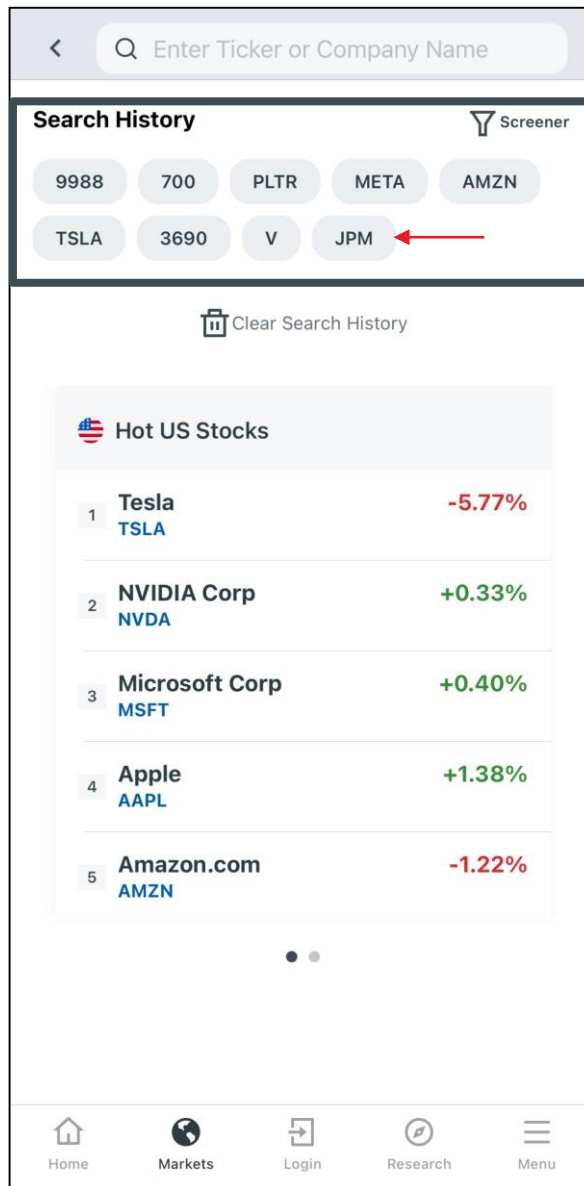 Enter Ticker or Company Name
Search History
Screener
9988 700 PLTR META AMZN
TSLA 3690 V JPM
Clear Search History
Hot US Stocks
1 Tesla -5.77%
TSLA
2 NVIDIA Corp +0.33%
NVDA
3 Microsoft Corp +0.40%
MSFT
4 Apple +1.38%
AAPL
5 Amazon.com -1.22%
AMZN
Home Markets Login Research Menu